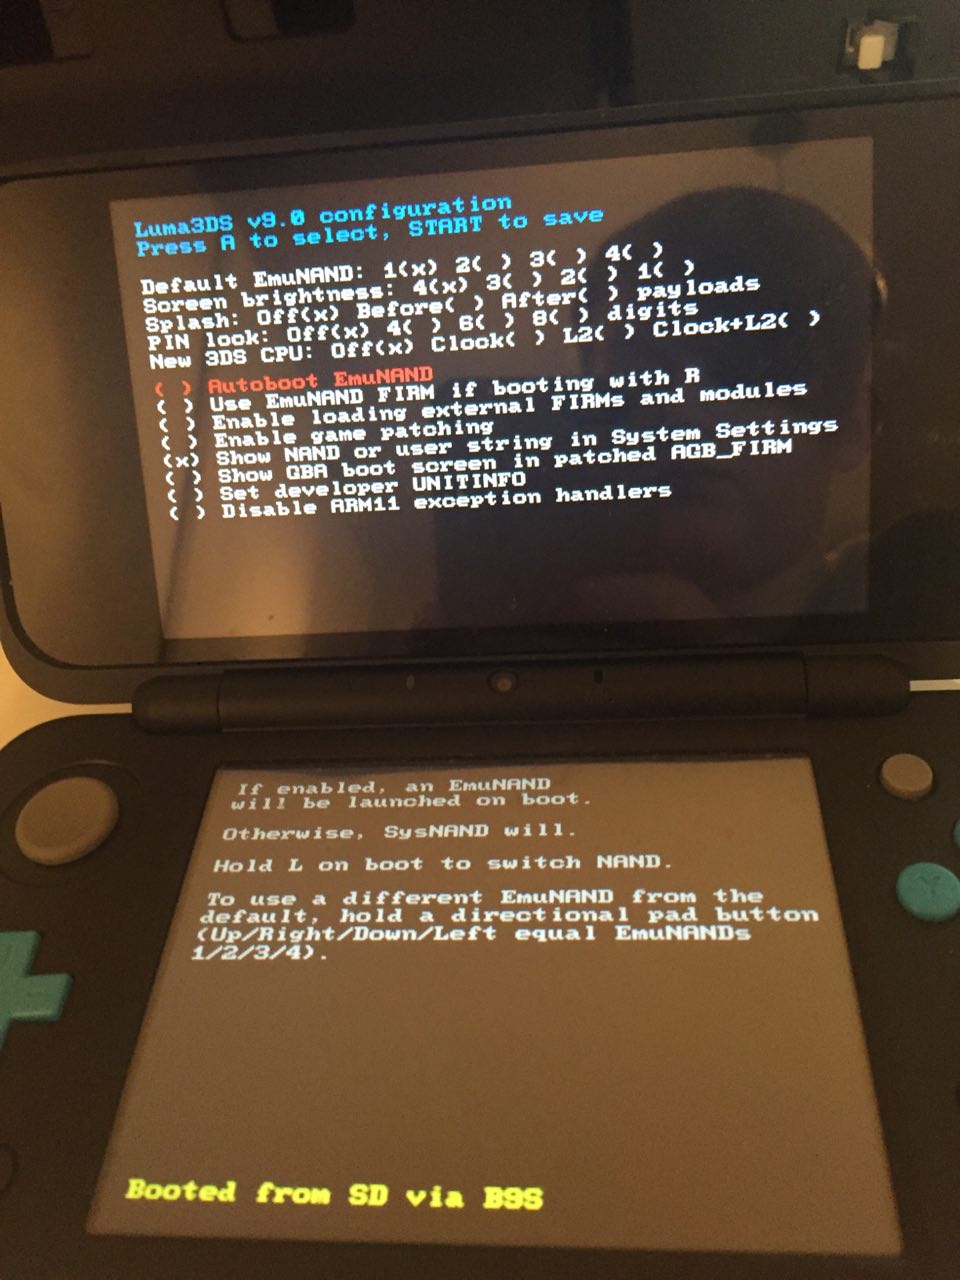 Luma3DS v9.0 configuration
Press A to select, START to save
Default EmuNAND: 1(x) 2( ) 3( ) 4( )
Screen brightness: 4(x) 3( ) 2( ) 1( )
Splash: Off(x) Before( ) After( ) payloads
PIN lock: Off(x) 4( ) 6( ) 8( ) digits
New 3DS CPU: Off(x) Clock( ) L2( ) Clock+L2( )
( ) Autoboot EmuNAND
( ) Use EmuNAND FIRM if booting with R
( ) Enable loading external FIRMs and modules
( ) Enable game patching
(x) Show NAND or user string in System Settings
( ) Show GBA boot screen in patched AGB_FIRM
( ) Set developer UNITINFO
( ) Disable ARM11 exception handlers
If enabled, an EmuNAND
will be launched on boot.
Otherwise, SysNAND will.
Hold L on boot to switch NAND.
To use a different EmuNAND from the
default, hold a directional pad button
(Up/Right/Down/Left equal EmuNANDs
1/2/3/4).
Y
Booted from SD via B9S